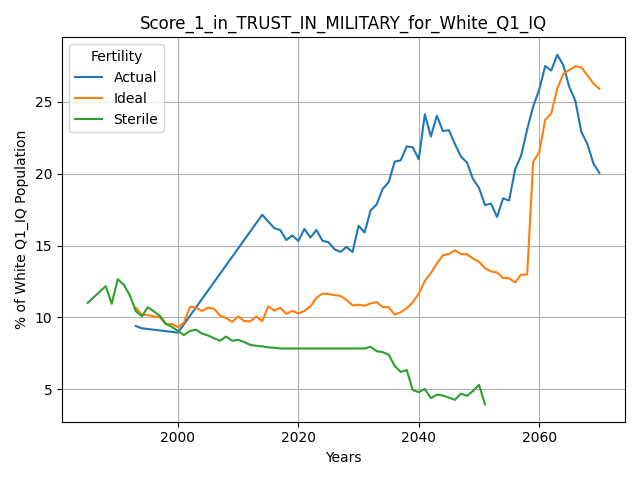 Score_1_in_TRUST_IN_MILITARY_for_White_Q1_IQ
Fertility
Actual
Ideal
Sterile
% of White Q1_IQ Population
25
20
15
10
5
2000
2020
2040
2060
Years